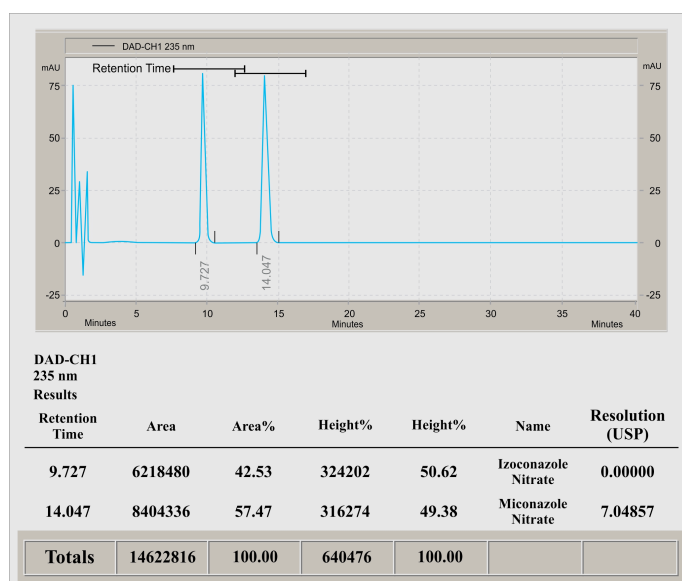 DAD-CH1 235 nm
mAU
Retention Time
mAU
75
75
50
50
25
25
0
0
-25
-25
9.727
14.047
0 5 10 15 20 25 30 35 40
Minutes Minutes Minutes Minutes
DAD-CH1
235 nm
Results
Retention Time Area Area% Height% Height% Name Resolution (USP)
9.727 6218480 42.53 324202 50.62 Izoconazole Nitrate 0.00000
14.047 8404336 57.47 316274 49.38 Miconazole Nitrate 7.04857
Totals 14622816 100.00 640476 100.00